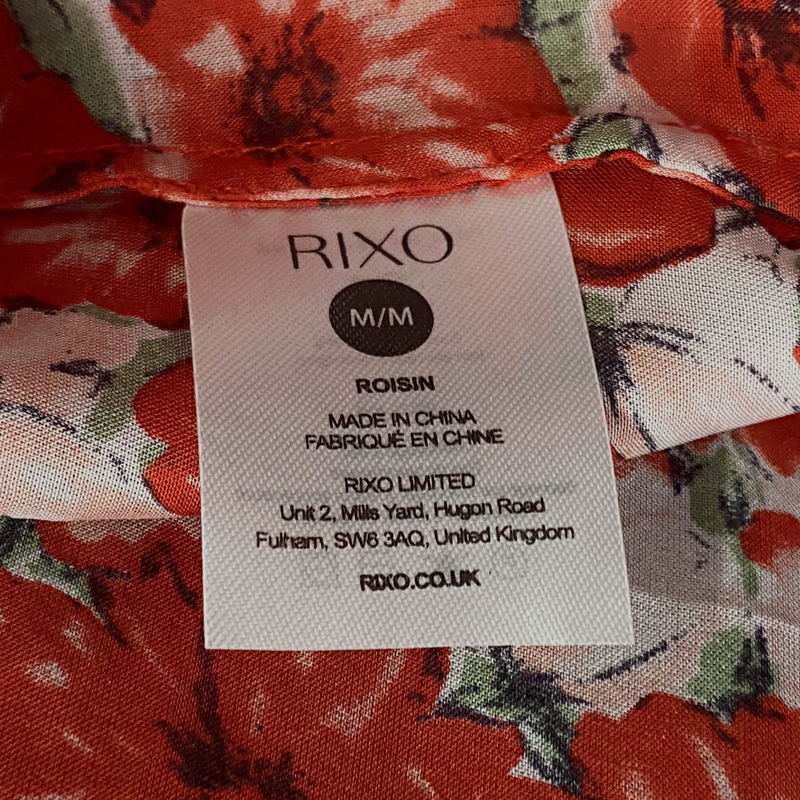 RIXO
M/M
ROISIN
MADE IN CHINA
FABRIQUÉ EN CHINE
RIXO LIMITED
Unit 2, Mills Yard, Hugon Road
Fulham, SW6 3AQ, United Kingdom
RIXO.CO.UK